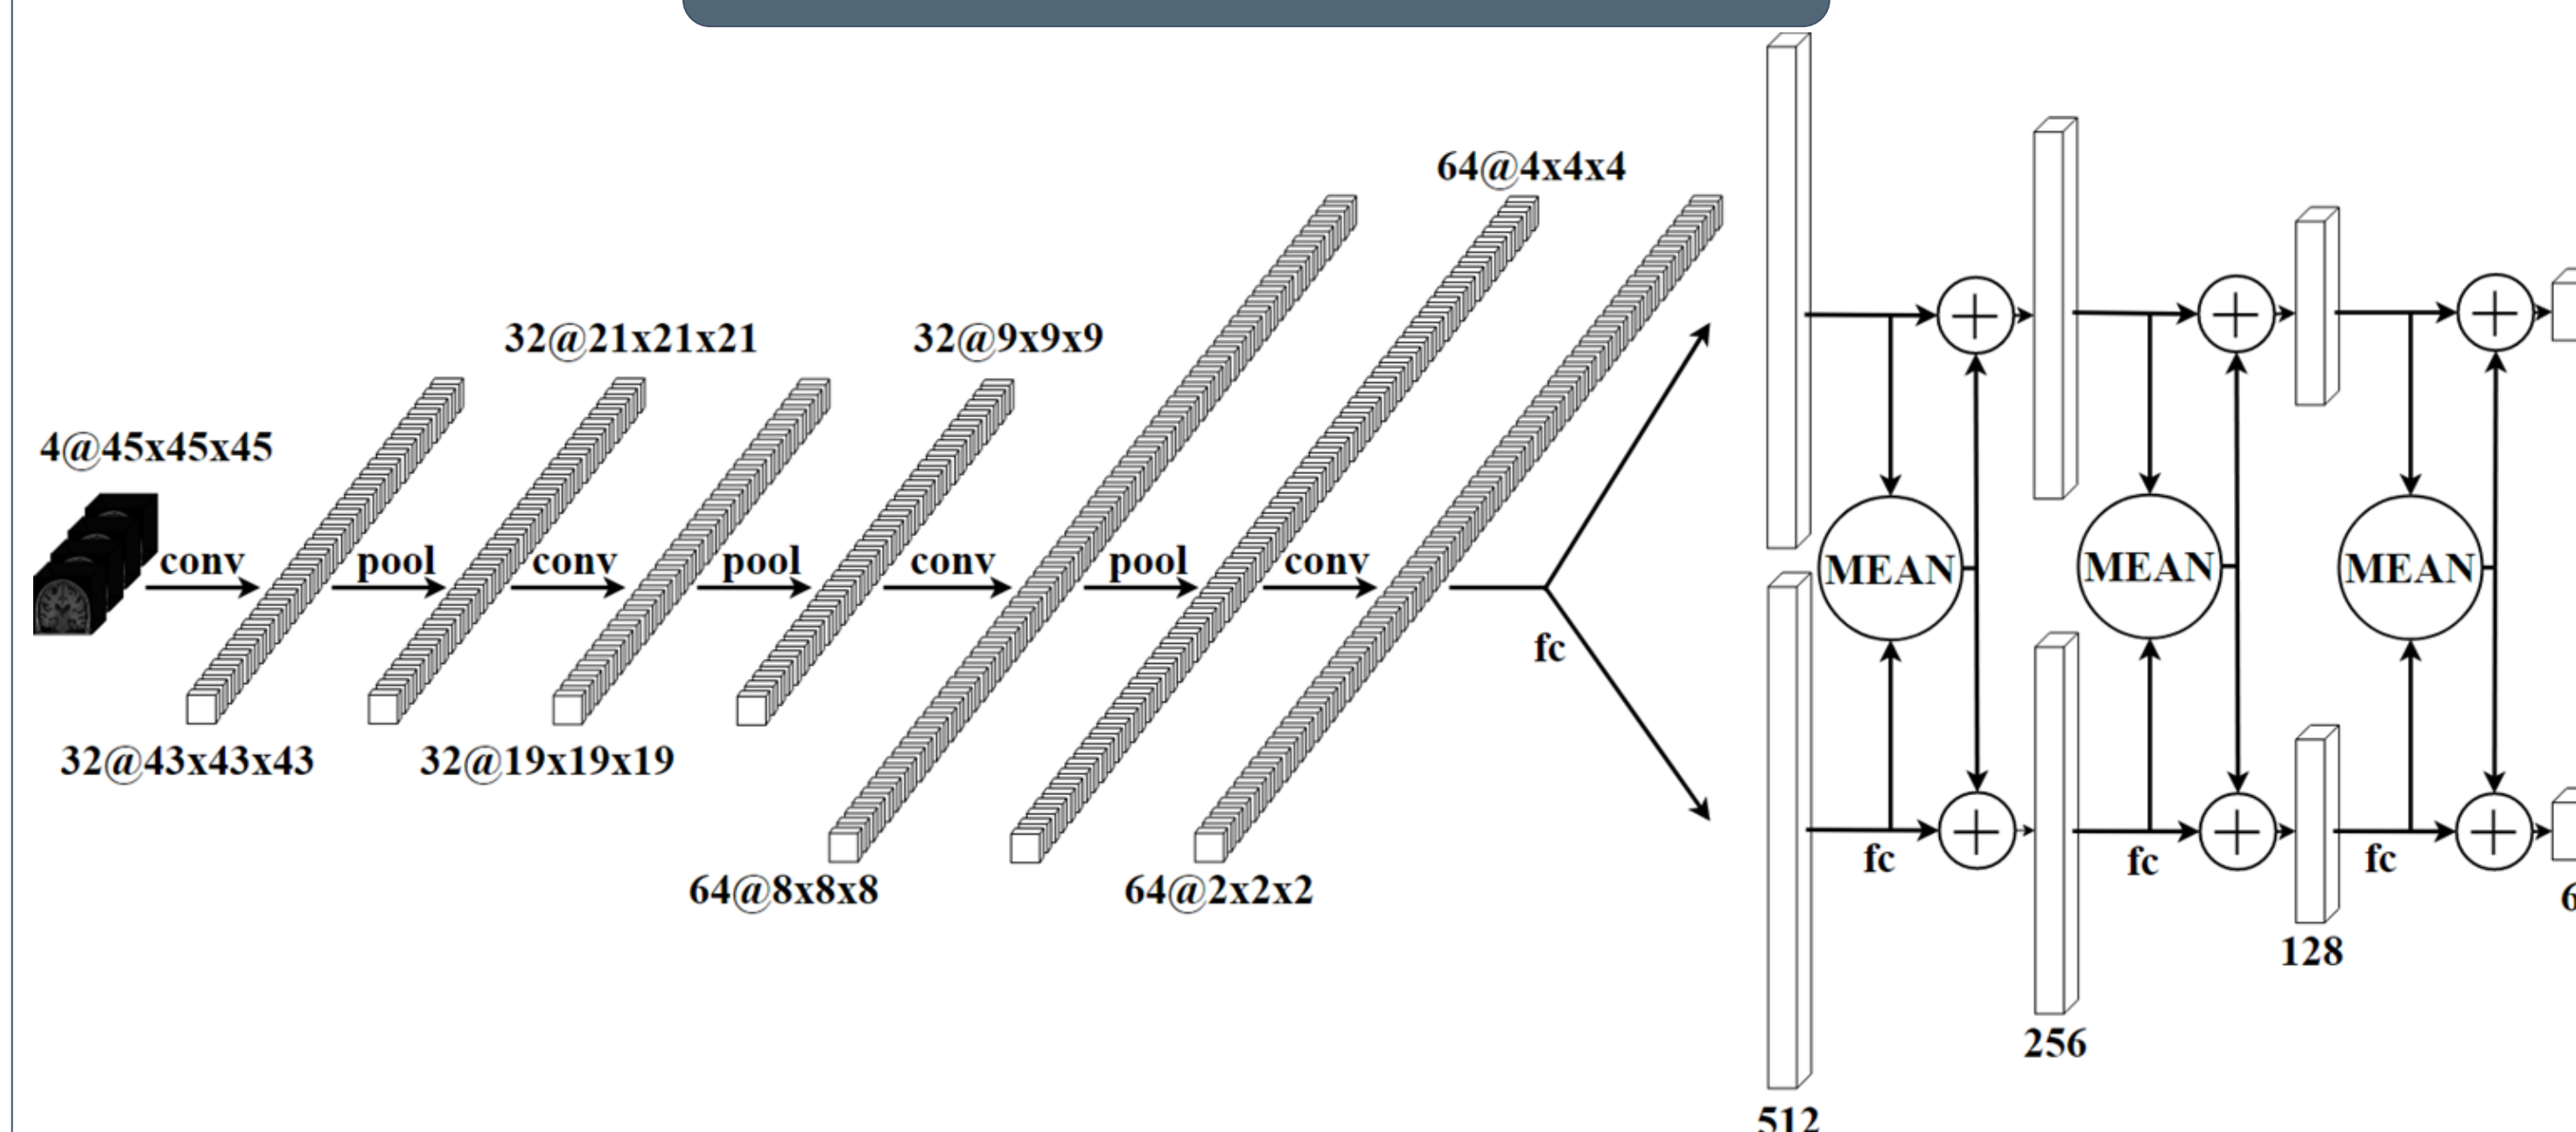 64@4x4x4
32@21x21x21
32@9x9x9
4@45x45x45
conv
pool
conv
pool
conv
pool
conv
MEAN
MEAN
MEAN
fc
32@43x43x43
32@19x19x19
64@8x8x8
64@2x2x2
fc
fc
fc
128
256
512